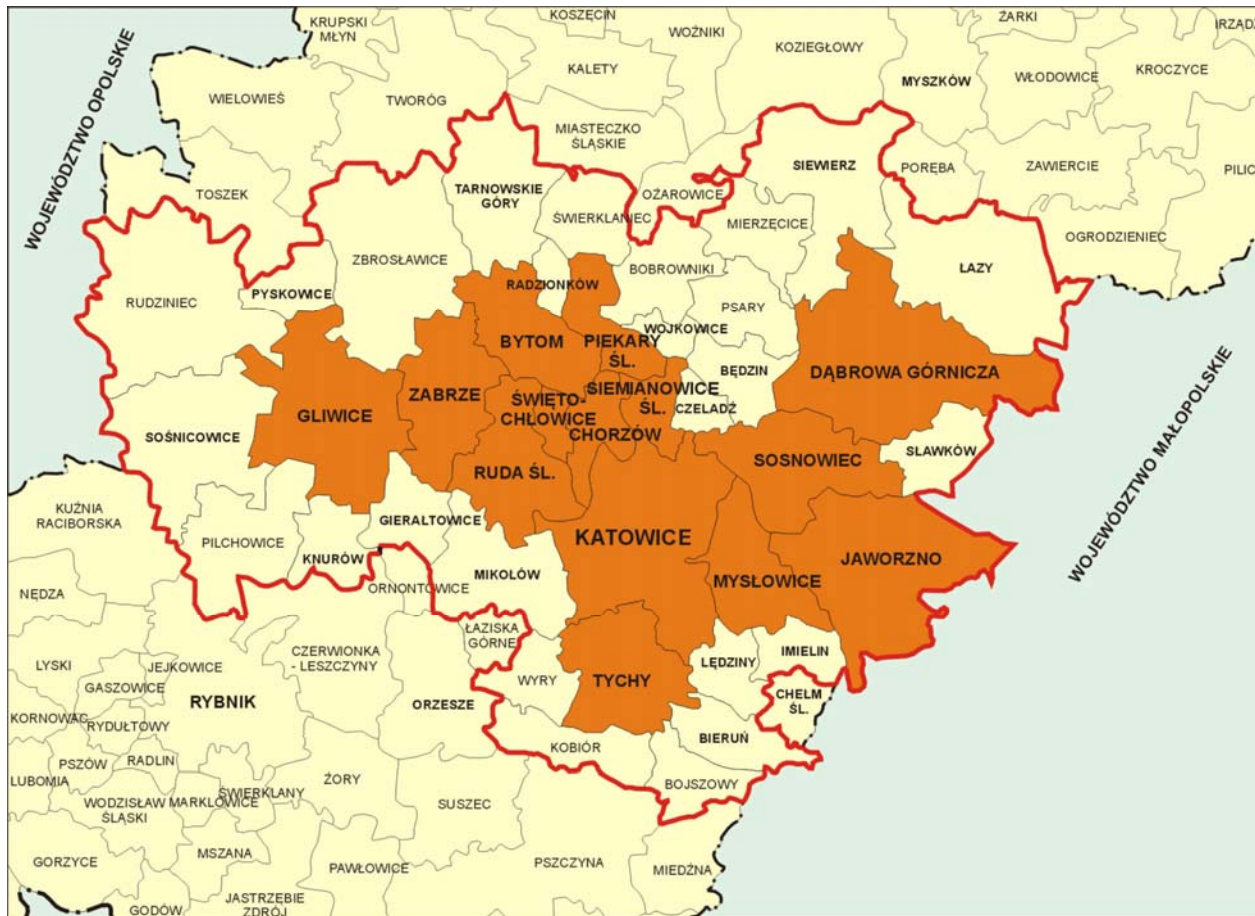 KRUPSKI
MŁYN
KOSZĘCIN
WOŹNIKI
KOZIEGŁOWY
ŻARKI
KALETY
MYSZKÓW
WŁODOWICE
KROCZYCE
WIELOWIEŚ
TWORÓG
MIASTECZKO
ŚLĄSKIE
WOJEWÓDZTWO OPOLSKIE
SIEWIERZ
PORĘBA
ZAWIERCIE
TOSZEK
TARNOWSKIE
GÓRY
OŻAROWICE
ŚWIERKLANIEC
MIERZĘCICE
OGRODZIENIEC
ZBROSŁAWICE
BOBROWNIKI
ŁAZY
RUDZINIEC
PYSKOWICE
RADZIONKÓW
PSARY
WOJKOWICE
BYTOM
PIEKARY
ŚL.
BĘDZIN
DĄBROWA GÓRNICZA
ZABRZE
SIEMIANOWICE
ŚL.
ŚWIĘTO-
CHŁOWICE
CZELADŹ
GLIWICE
CHORZÓW
SOŚNICOWICE
SŁAWKÓW
SOSNOWIEC
RUDA ŚL.
WOJEWÓDZTWO MAŁOPOLSKIE
KUŹNIA
RACIBORSKA
GIERAŁTOWICE
KATOWICE
PILCHOWICE
KNURÓW
JAWORZNO
MIKOŁÓW
MYSŁOWICE
ORNONTOWICE
NĘDZA
ŁAZISKA
GÓRNE
CZERWIONKA
- LESZCZYNY
IMIELIN
LĘDZINY
LYSKI
JEJKOWICE
GASZOWICE
WYRY
TYCHY
RYBNIK
ORZESZE
CHEŁM
ŚL.
KORNOWAC
RYDUŁTOWY
BIERUŃ
KOBIÓR
PSZÓW
RADLIN
LUBOMIA
ŻORY
BOJSZOWY
ŚWIERKLANY
WODZISŁAW
ŚLĄSKI
MARKLOWICE
SUSZEC
MSZANA
GORZYCE
PAWŁOWICE
PSZCZYNA
MIEDŹNA
JASTRZĘBIE
ZDRÓJ
GODÓW